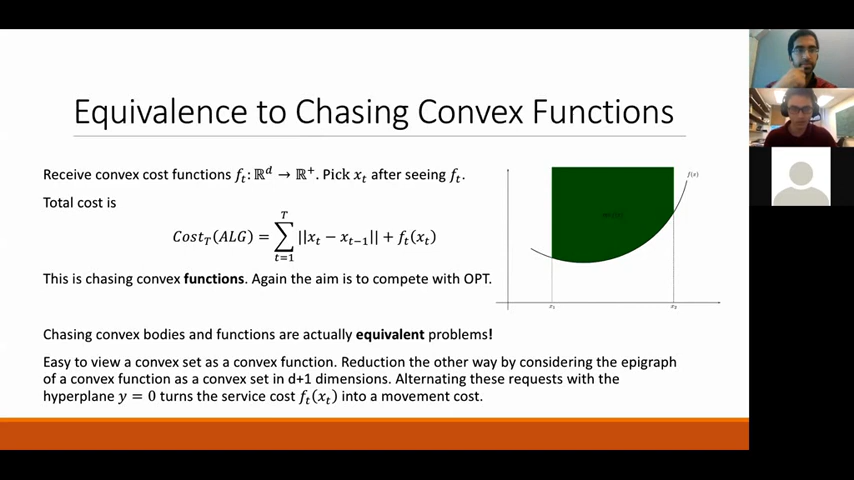 Equivalence to Chasing Convex Functions
Receive convex cost functions f_t: ℝ^d → ℝ^+. Pick x_t after seeing f_t.
Total cost is
Cost_T(ALG) = ∑_{t=1}^{T} ||x_t − x_{t−1}|| + f_t(x_t)
This is chasing convex functions. Again the aim is to compete with OPT.
Chasing convex bodies and functions are actually equivalent problems!
Easy to view a convex set as a convex function. Reduction the other way by considering the epigraph
of a convex function as a convex set in d+1 dimensions. Alternating these requests with the
hyperplane y = 0 turns the service cost f_t(x_t) into a movement cost.
f(x)
x_1
x_2